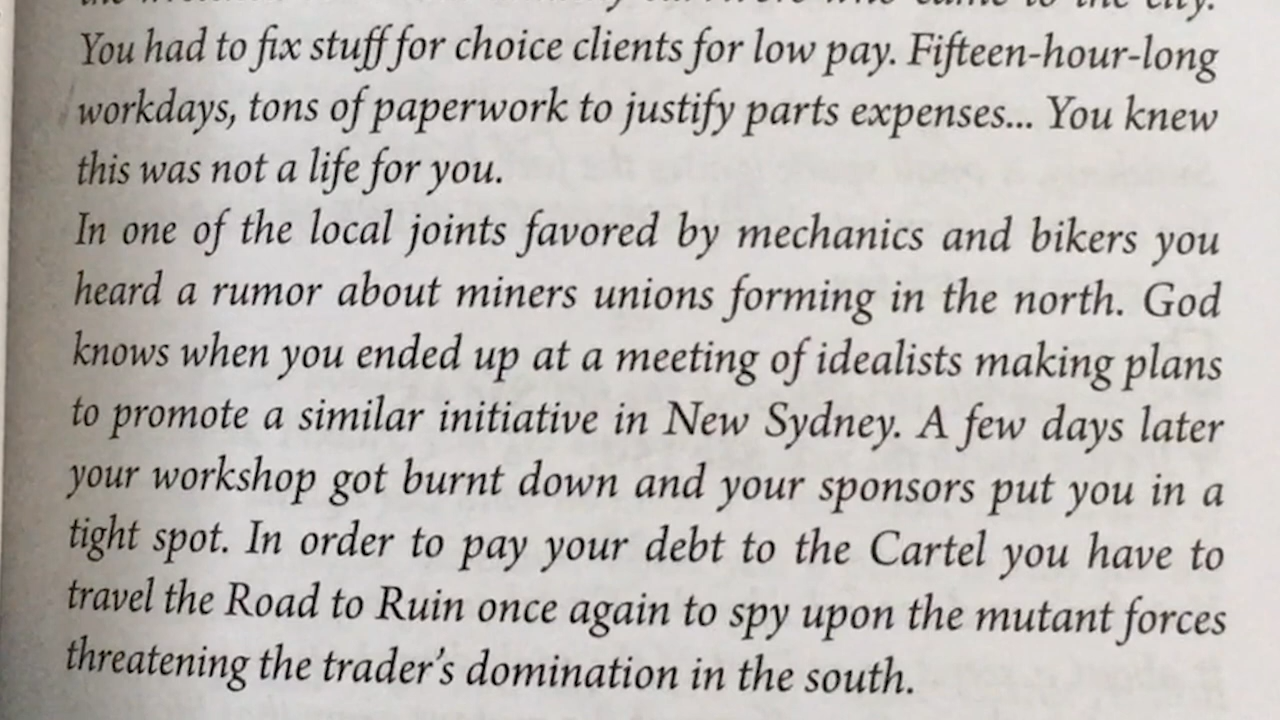 to the city.
You had to fix stuff for choice clients for low pay. Fifteen-hour-long
workdays, tons of paperwork to justify parts expenses... You knew
this was not a life for you.
In one of the local joints favored by mechanics and bikers you
heard a rumor about miners unions forming in the north. God
knows when you ended up at a meeting of idealists making plans
to promote a similar initiative in New Sydney. A few days later
your workshop got burnt down and your sponsors put you in a
tight spot. In order to pay your debt to the Cartel you have to
travel the Road to Ruin once again to spy upon the mutant forces
threatening the trader's domination in the south.